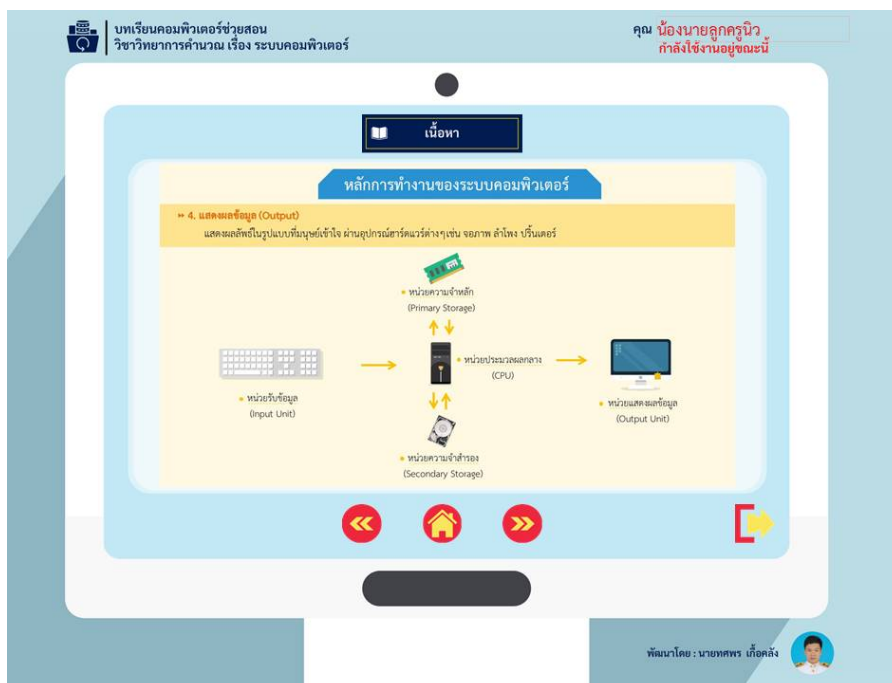 บทเรียนคอมพิวเตอร์ช่วยสอน
วิชาวิทยาการคำนวณ เรื่อง ระบบคอมพิวเตอร์
คุณ น้องนายลูกครูนิว
กำลังใช้งานอยู่ขณะนี้
เนื้อหา
หลักการทำงานของระบบคอมพิวเตอร์
4. แสดงผลข้อมูล (Output)
แสดงผลลัพธ์ในรูปแบบที่มนุษย์เข้าใจ ผ่านอุปกรณ์ฮาร์ดแวร์ต่างๆเช่น จอภาพ ลำโพง ปริ้นเตอร์
หน่วยความจำหลัก
(Primary Storage)
หน่วยประมวลผลกลาง
(CPU)
หน่วยรับข้อมูล
(Input Unit)
หน่วยแสดงผลข้อมูล
(Output Unit)
หน่วยความจำสำรอง
(Secondary Storage)
พัฒนาโดย : นายทศพร เกื้อคลัง